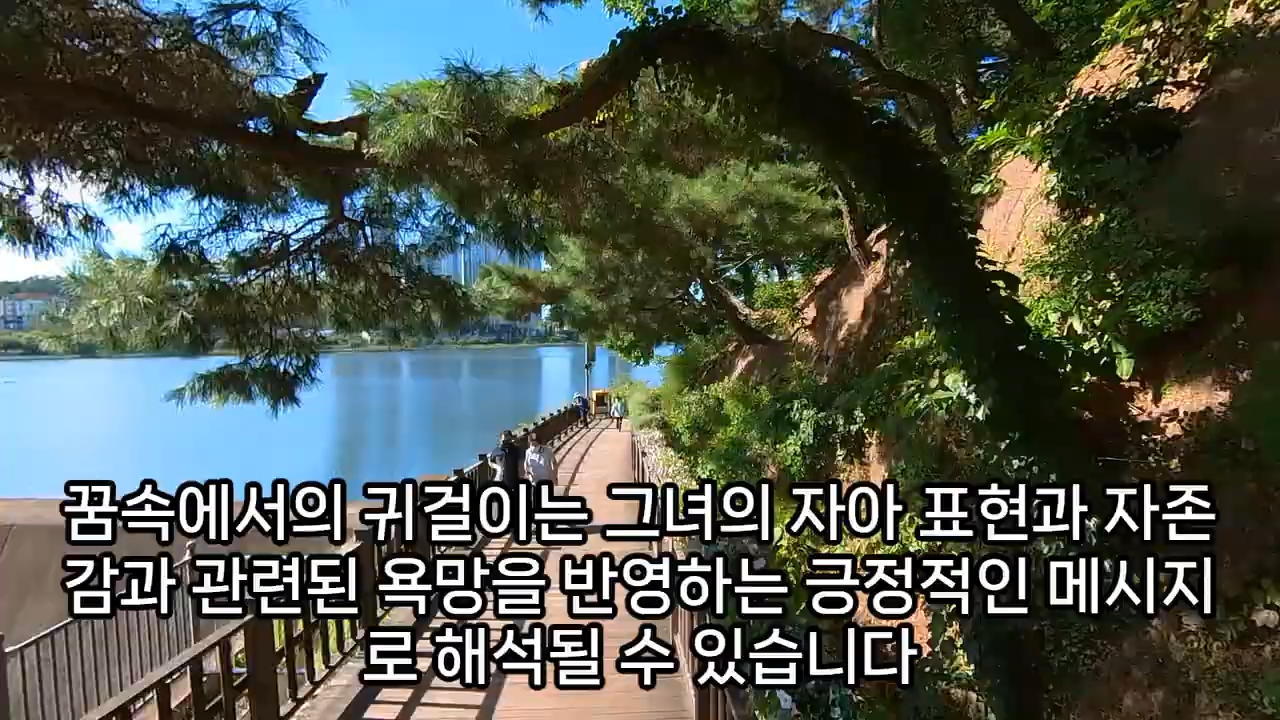 꿈속에서의 귀걸이는 그녀의 자아 표현과 자존
감과 관련된 욕망을 반영하는 긍정적인 메시지
로 해석될 수 있습니다